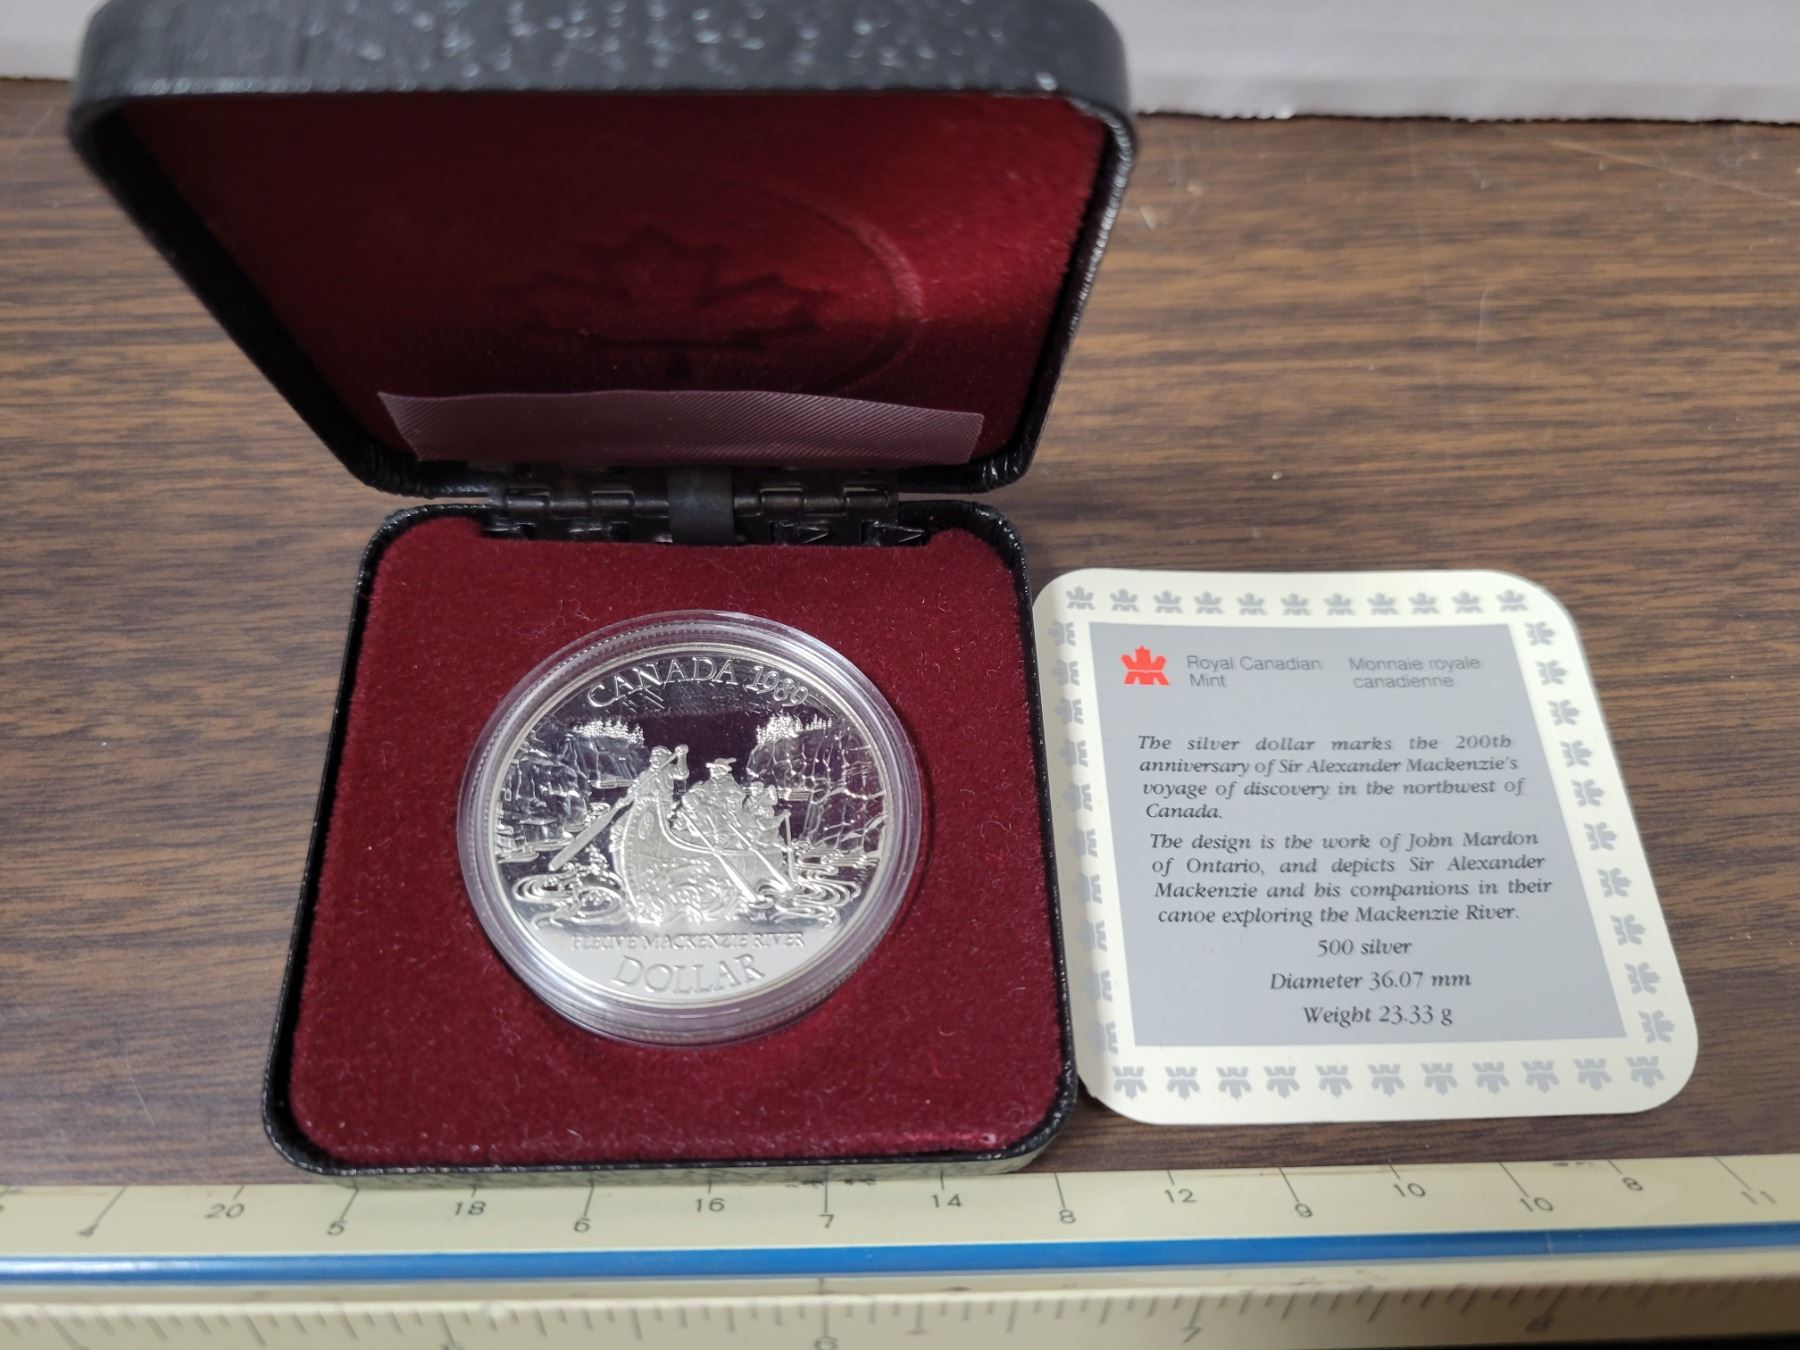 CANADA 1989
FLEUVE MACKENZIE RIVER
DOLLAR
Royal Canadian Mint
Monnaie royale canadienne
The silver dollar marks the 200th
anniversary of Sir Alexander Mackenzie's
voyage of discovery in the northwest of
Canada.
The design is the work of John Mardon
of Ontario, and depicts Sir Alexander
Mackenzie and his companions in their
canoe exploring the Mackenzie River.
500 silver
Diameter 36.07 mm
Weight 23.33 g
20 18 16 14 12 10 8
5 6 7 8 9 10 11
6 7 8